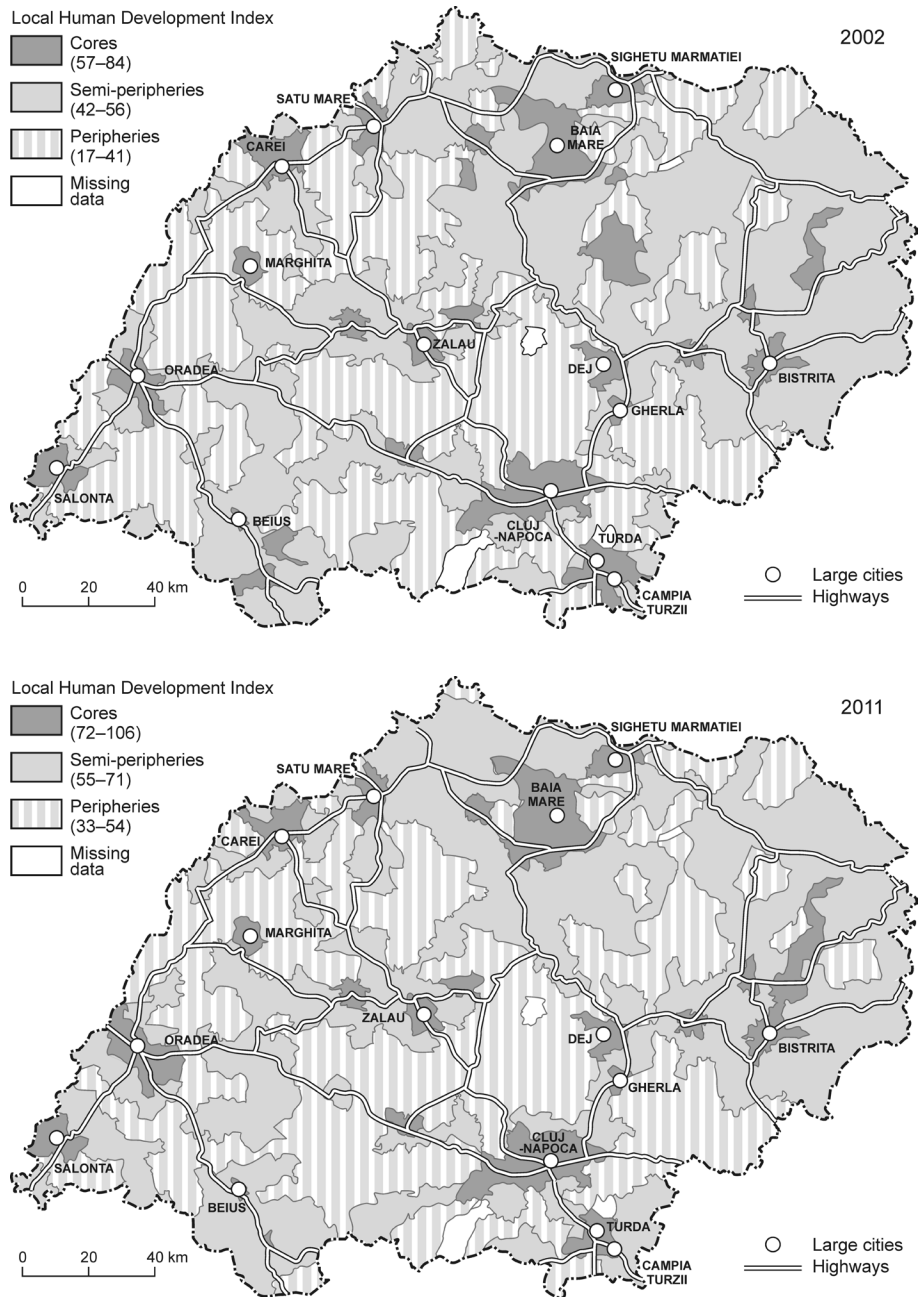 Local Human Development Index
2002
Cores
(57–84)
Semi-peripheries
(42–56)
Peripheries
(17–41)
Missing
data
SIGHETU MARMATIEI
SATU MARE
BAIA
MARE
CAREI
MARGHITA
ZALAU
ORADEA
DEJ
BISTRITA
GHERLA
SALONTA
BEIUS
CLUJ
-NAPOCA
TURDA
CAMPIA
TURZII
0 20 40 km
Large cities
Highways
Local Human Development Index
2011
Cores
(72–106)
Semi-peripheries
(55–71)
Peripheries
(33–54)
Missing
data
SIGHETU MARMATIEI
SATU MARE
BAIA
MARE
CAREI
MARGHITA
ZALAU
ORADEA
DEJ
BISTRITA
GHERLA
CLUJ
-NAPOCA
SALONTA
BEIUS
TURDA
CAMPIA
TURZII
0 20 40 km
Large cities
Highways